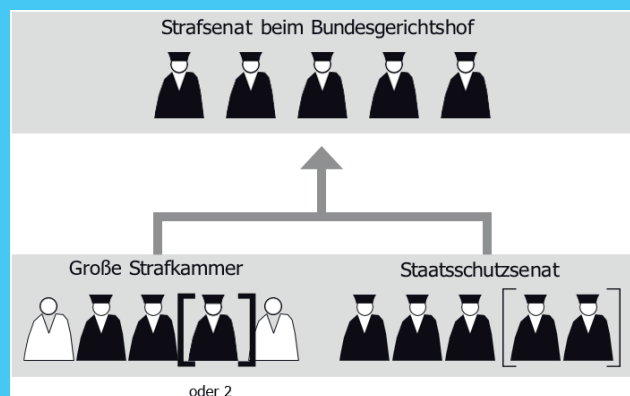 Strafsenat beim Bundesgerichtshof
Große Strafkammer
Staatsschutzsenat
oder 2